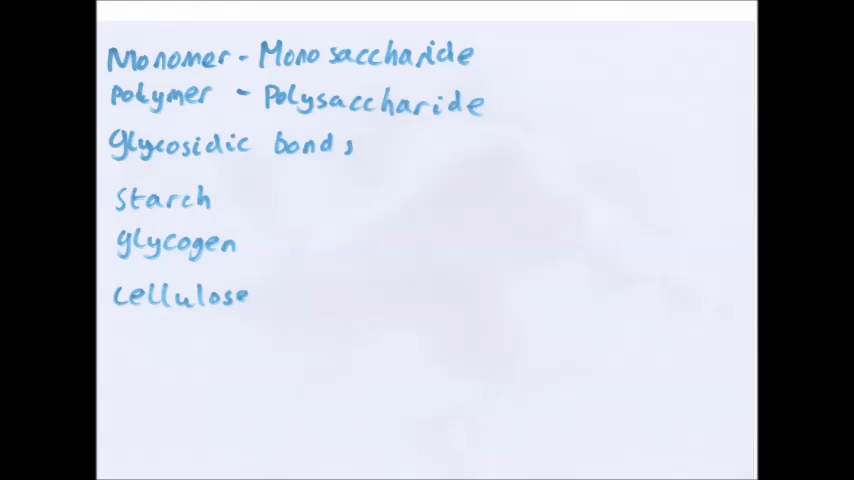 Monomer - Monosaccharide
Polymer - Polysaccharide
Glycosidic bonds
Starch
glycogen
cellulose